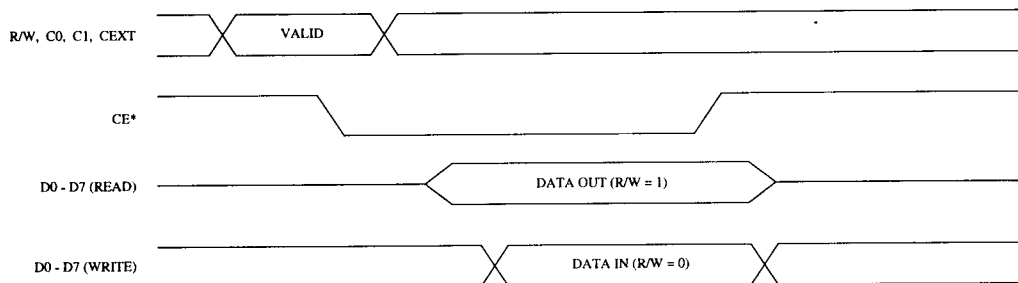 R/W, C0, C1, CEXT
VALID
CE*
D0 - D7 (READ)
DATA OUT (R/W = 1)
D0 - D7 (WRITE)
DATA IN (R/W = 0)